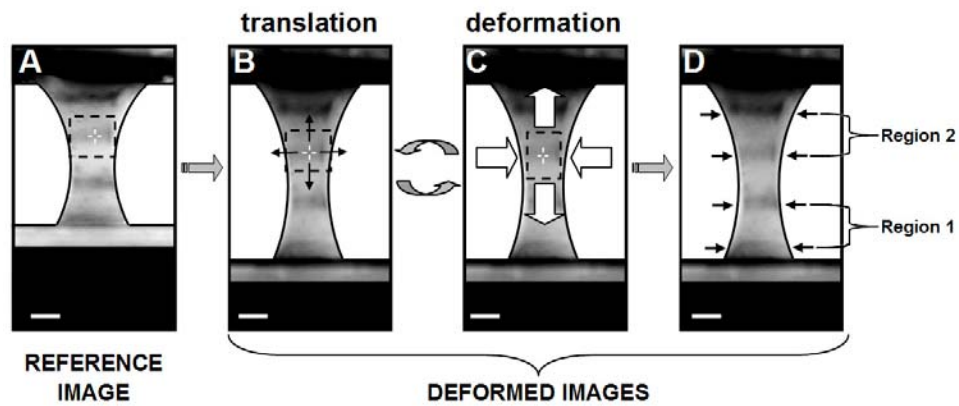 translation
deformation
A
B
C
D
Region 2
Region 1
REFERENCE
IMAGE
DEFORMED IMAGES